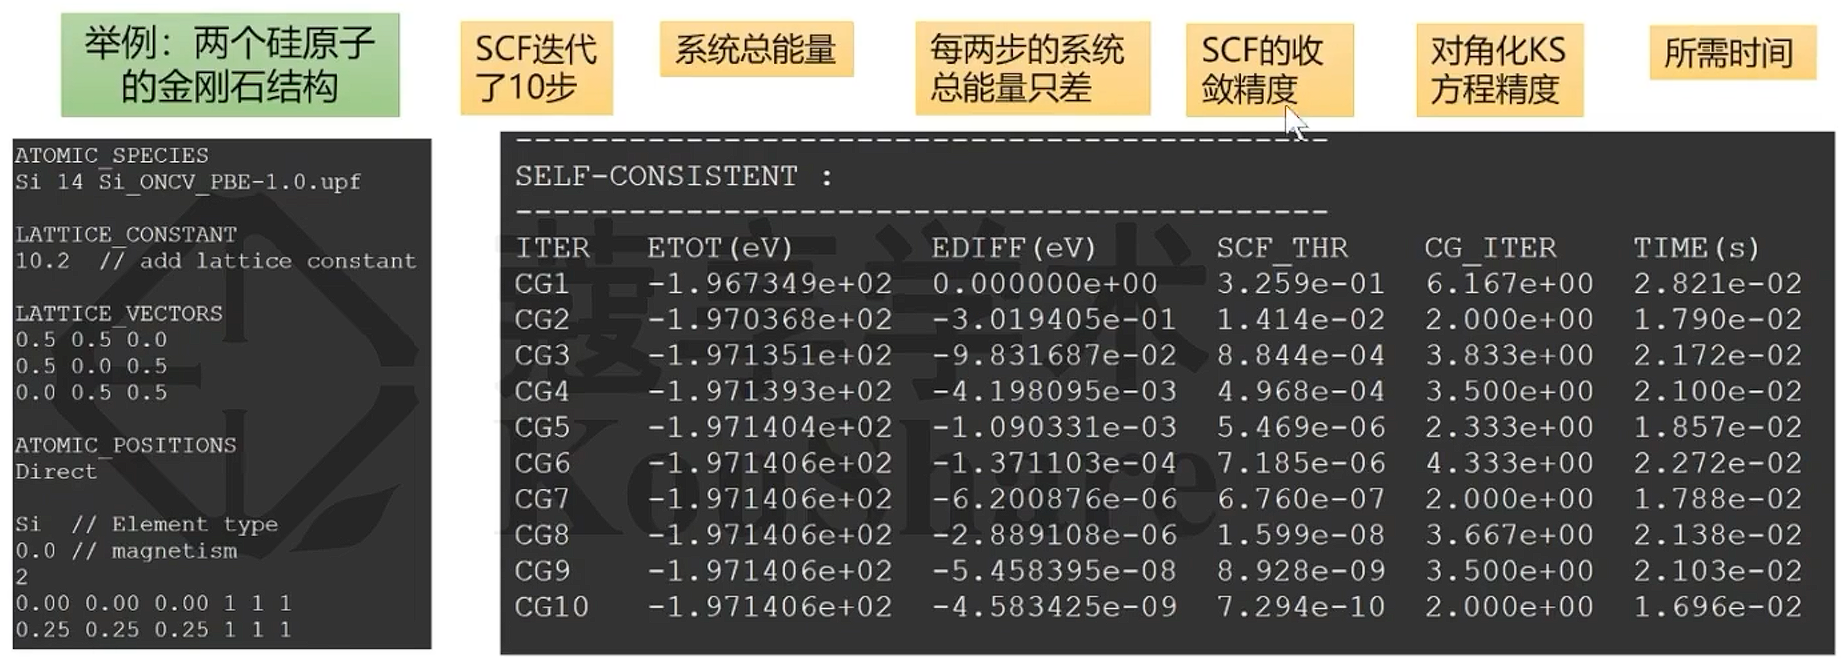 举例：两个硅原子
的金刚石结构
SCF迭代
了10步
系统总能量
每两步的系统
总能量只差
SCF的收
敛精度
对角化KS
方程精度
所需时间
ATOMIC_SPECIES
Si 14 Si_ONCV_PBE-1.0.upf
LATTICE_CONSTANT
10.2  // add lattice constant
LATTICE_VECTORS
0.5 0.5 0.0
0.5 0.0 0.5
0.0 0.5 0.5
ATOMIC_POSITIONS
Direct
Si  // Element type
0.0 // magnetism
2
0.00 0.00 0.00 1 1 1
0.25 0.25 0.25 1 1 1
SELF-CONSISTENT :
ITER ETOT(eV) EDIFF(eV) SCF_THR CG_ITER TIME(s)
CG1 -1.967349e+02 0.000000e+00 3.259e-01 6.167e+00 2.821e-02
CG2 -1.970368e+02 -3.019405e-01 1.414e-02 2.000e+00 1.790e-02
CG3 -1.971351e+02 -9.831687e-02 8.844e-04 3.833e+00 2.172e-02
CG4 -1.971393e+02 -4.198095e-03 4.968e-04 3.500e+00 2.100e-02
CG5 -1.971404e+02 -1.090331e-03 5.469e-06 2.333e+00 1.857e-02
CG6 -1.971406e+02 -1.371103e-04 7.185e-06 4.333e+00 2.272e-02
CG7 -1.971406e+02 -6.200876e-06 6.760e-07 2.000e+00 1.788e-02
CG8 -1.971406e+02 -2.889108e-06 1.599e-08 3.667e+00 2.138e-02
CG9 -1.971406e+02 -5.458395e-08 8.928e-09 3.500e+00 2.103e-02
CG10 -1.971406e+02 -4.583425e-09 7.294e-10 2.000e+00 1.696e-02
蔻享学术
KouShare